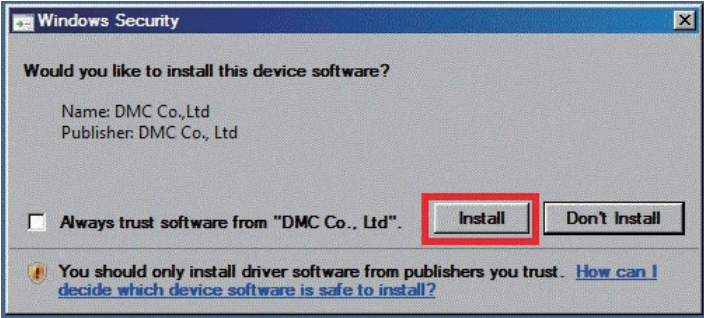 Windows Security
Would you like to install this device software?
Name: DMC Co.,Ltd
Publisher: DMC Co., Ltd
Always trust software from "DMC Co., Ltd".
Install
Don't Install
You should only install driver software from publishers you trust. How can I
decide which device software is safe to install?